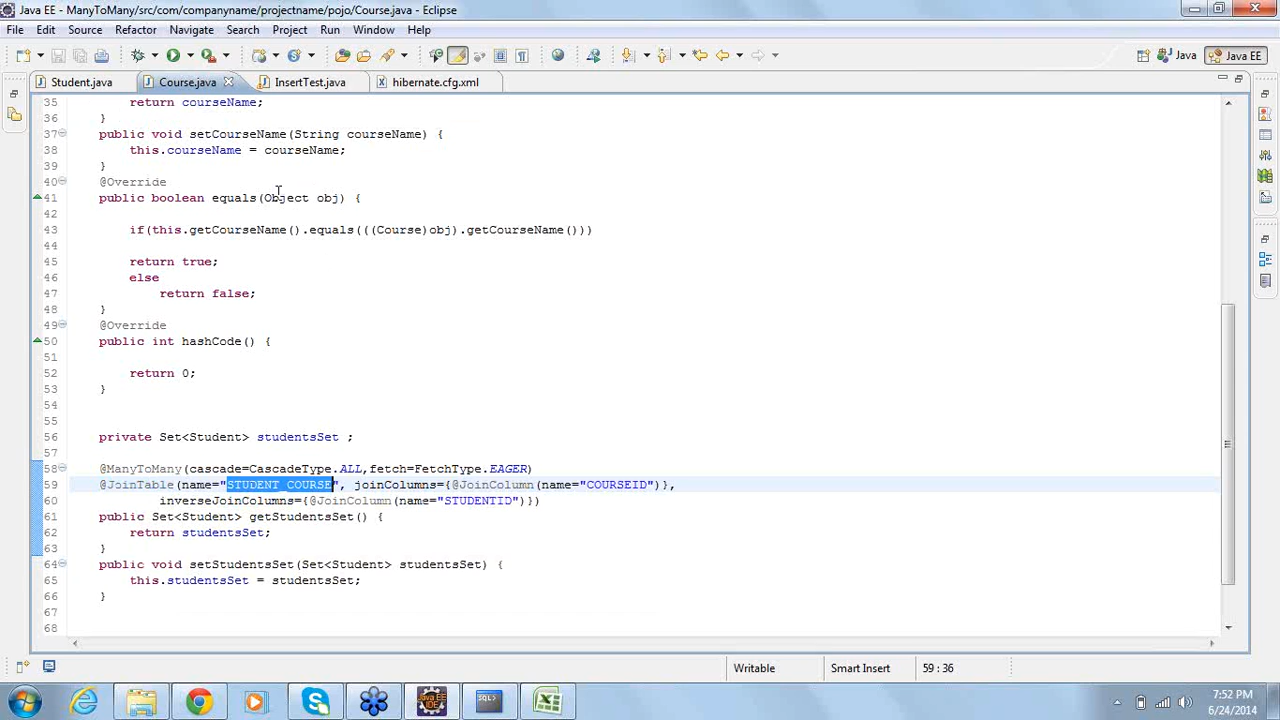 Java EE - ManyToMany/src/com/companyname/projectname/pojo/Course.java - Eclipse
File Edit Source Refactor Navigate Search Project Run Window Help
Java Java EE
Student.java Course.java InsertTest.java hibernate.cfg.xml
35 return courseName;
36 }
37 public void setCourseName(String courseName) {
38 this.courseName = courseName;
39 }
40 @Override
41 public boolean equals(Object obj) {
42
43 if(this.getCourseName().equals(((Course)obj).getCourseName()))
44
45 return true;
46 else
47 return false;
48 }
49 @Override
50 public int hashCode() {
51
52 return 0;
53 }
54
55
56 private Set<Student> studentsSet ;
57
58 @ManyToMany(cascade=CascadeType.ALL,fetch=FetchType.EAGER)
59 @JoinTable(name="STUDENT_COURSE", joinColumns={@JoinColumn(name="COURSEID")},
60 inverseJoinColumns={@JoinColumn(name="STUDENTID")})
61 public Set<Student> getStudentsSet() {
62 return studentsSet;
63 }
64 public void setStudentsSet(Set<Student> studentsSet) {
65 this.studentsSet = studentsSet;
66 }
67
68
Writable Smart Insert 59 : 36
7:52 PM
6/24/2014